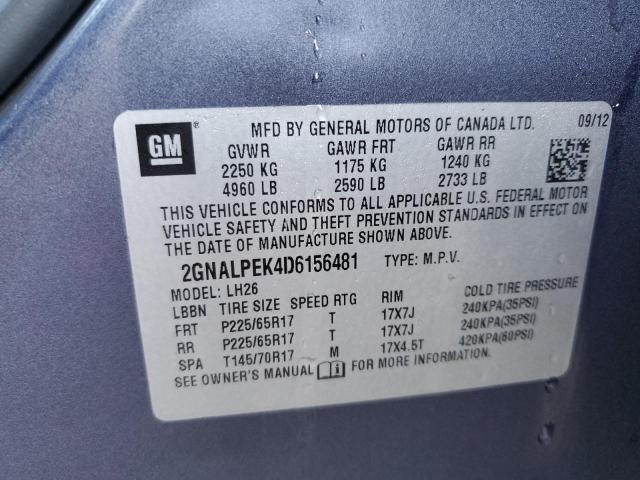 GM ®
MFD BY GENERAL MOTORS OF CANADA LTD. 09/12
GVWR GAWR FRT GAWR RR
2250 KG 1175 KG 1240 KG
4960 LB 2590 LB 2733 LB
THIS VEHICLE CONFORMS TO ALL APPLICABLE U.S. FEDERAL MOTOR
VEHICLE SAFETY AND THEFT PREVENTION STANDARDS IN EFFECT ON
THE DATE OF MANUFACTURE SHOWN ABOVE.
2GNALPEK4D6156481 TYPE: M.P.V.
MODEL: LH26
LBBN TIRE SIZE SPEED RTG RIM COLD TIRE PRESSURE
FRT P225/65R17 T 17X7J 240KPA(35PSI)
RR P225/65R17 T 17X7J 240KPA(35PSI)
SPA T145/70R17 M 17X4.5T 420KPA(60PSI)
SEE OWNER'S MANUAL FOR MORE INFORMATION